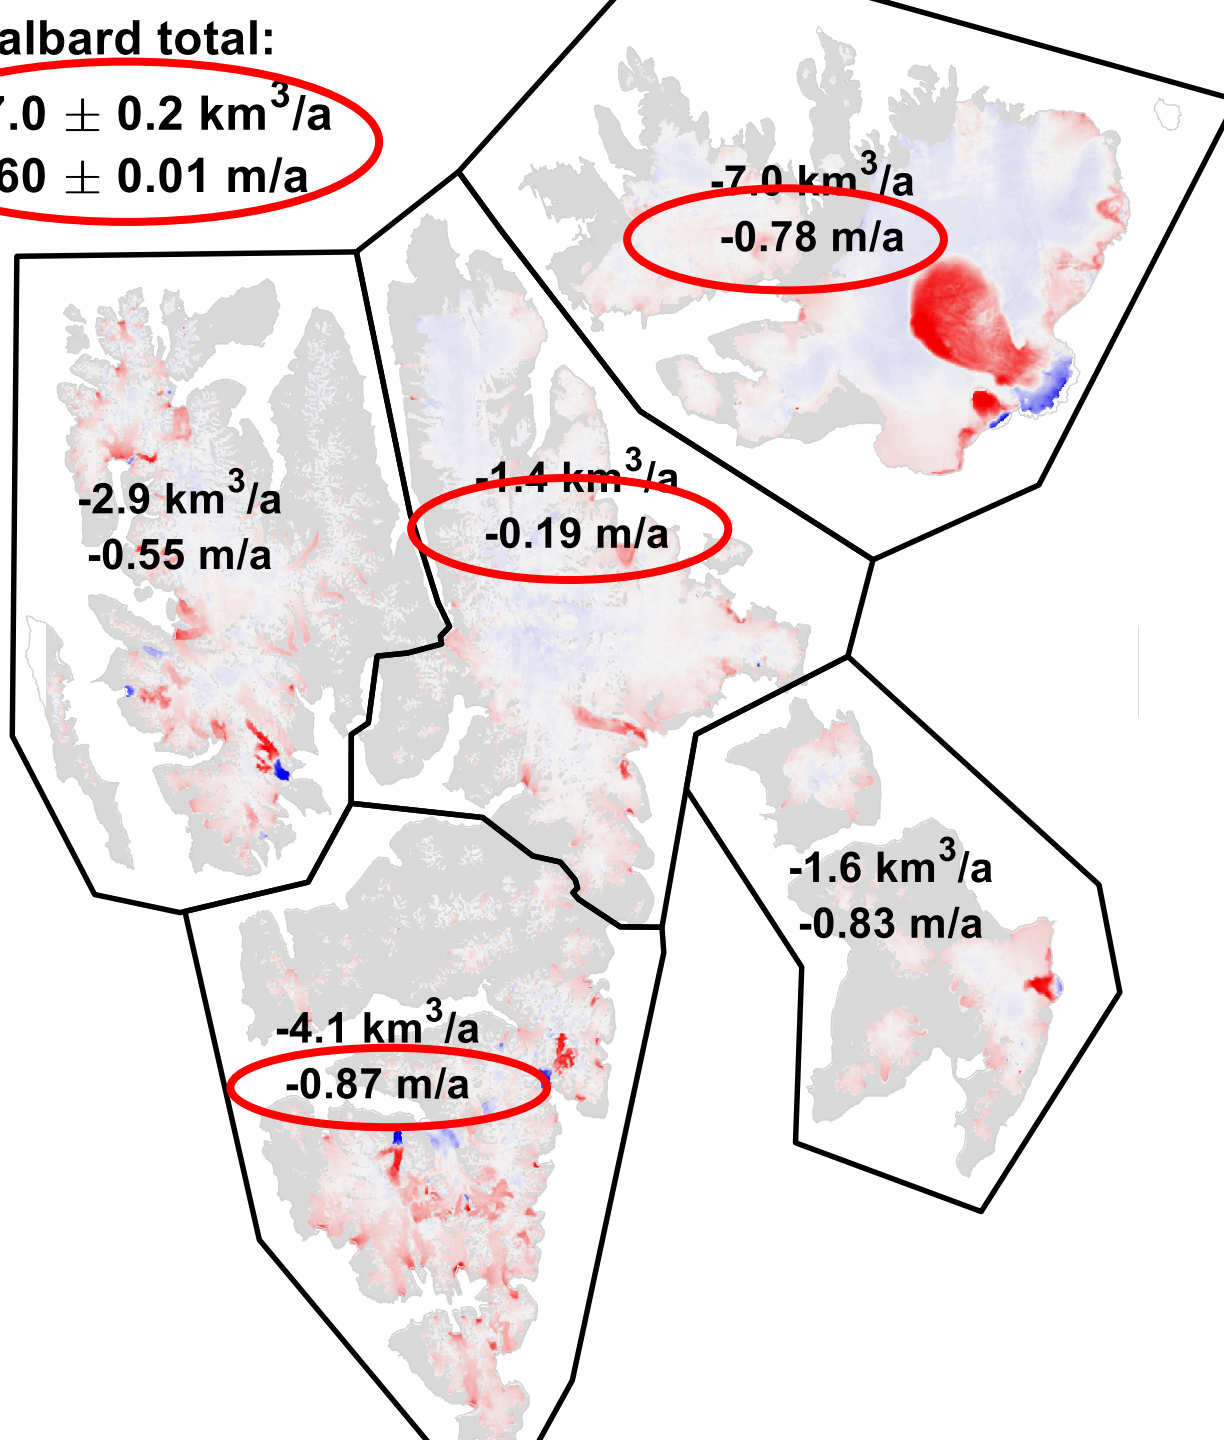 albard total:
7.0 ± 0.2 km³/a
60 ± 0.01 m/a
-7.0 km³/a
-0.78 m/a
-2.9 km³/a
-0.55 m/a
-1.4 km³/a
-0.19 m/a
-1.6 km³/a
-0.83 m/a
-4.1 km³/a
-0.87 m/a